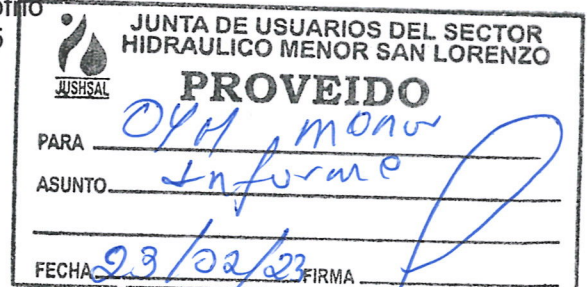 JUNTA DE USUARIOS DEL SECTOR
HIDRAULICO MENOR SAN LORENZO
JUSHSAL
PROVEIDO
PARA OYM menor
ASUNTO Informe
FECHA 23/02/23 FIRMA